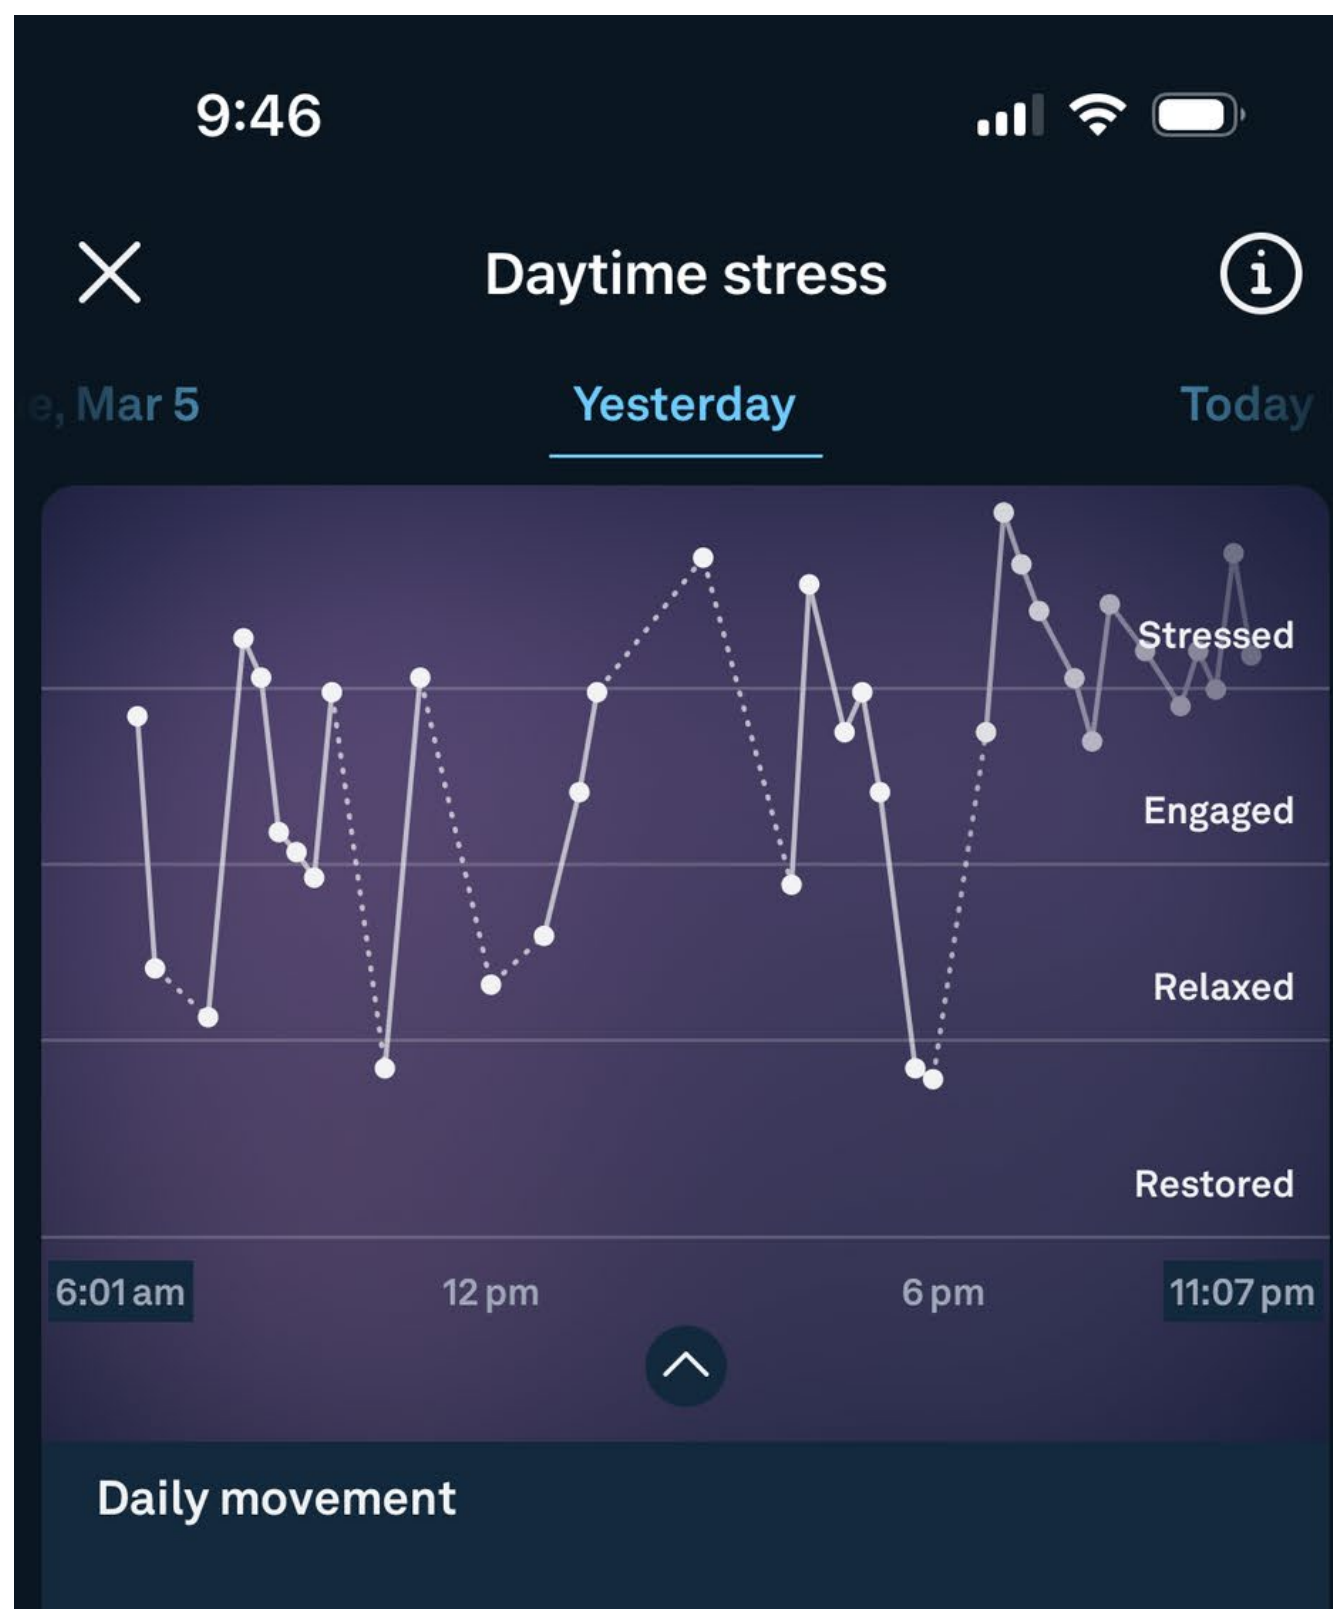 9:46
Daytime stress
e, Mar 5 Yesterday Today
Stressed
Engaged
Relaxed
Restored
6:01 am 12 pm 6 pm 11:07 pm
Daily movement